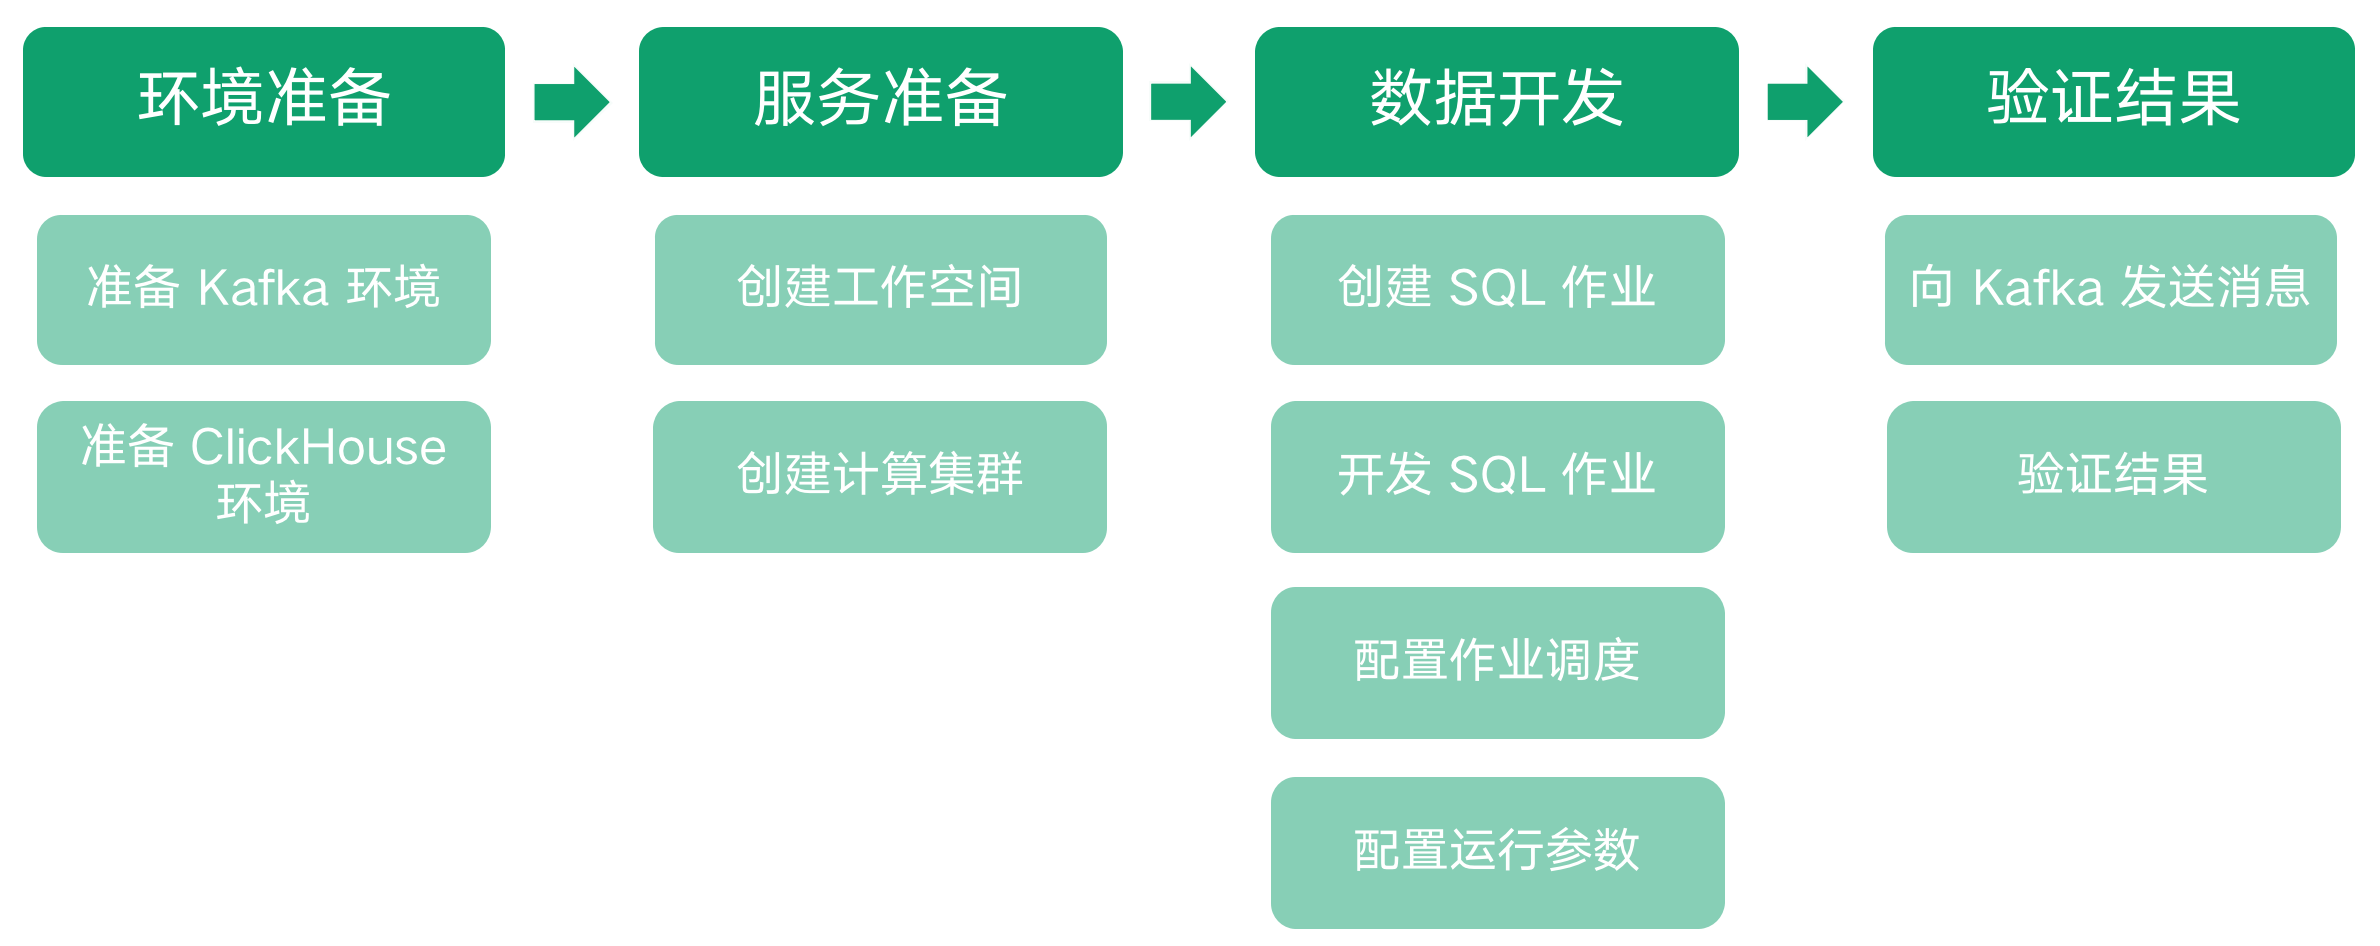 环境准备
准备 Kafka 环境
准备 ClickHouse
环境
服务准备
创建工作空间
创建计算集群
数据开发
创建 SQL 作业
开发 SQL 作业
配置作业调度
配置运行参数
验证结果
向 Kafka 发送消息
验证结果